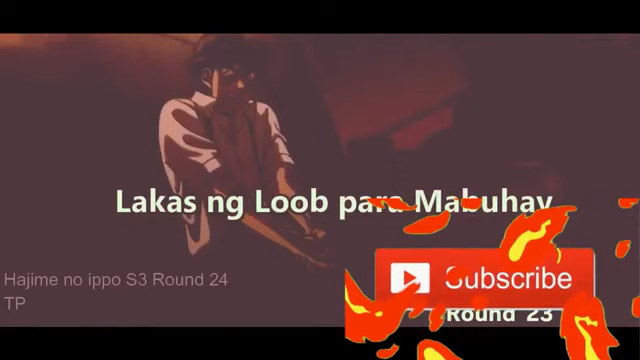 Lakas ng Loob para Mabuhay
Hajime no ippo S3 Round 24
TP
Subscribe
Round 23